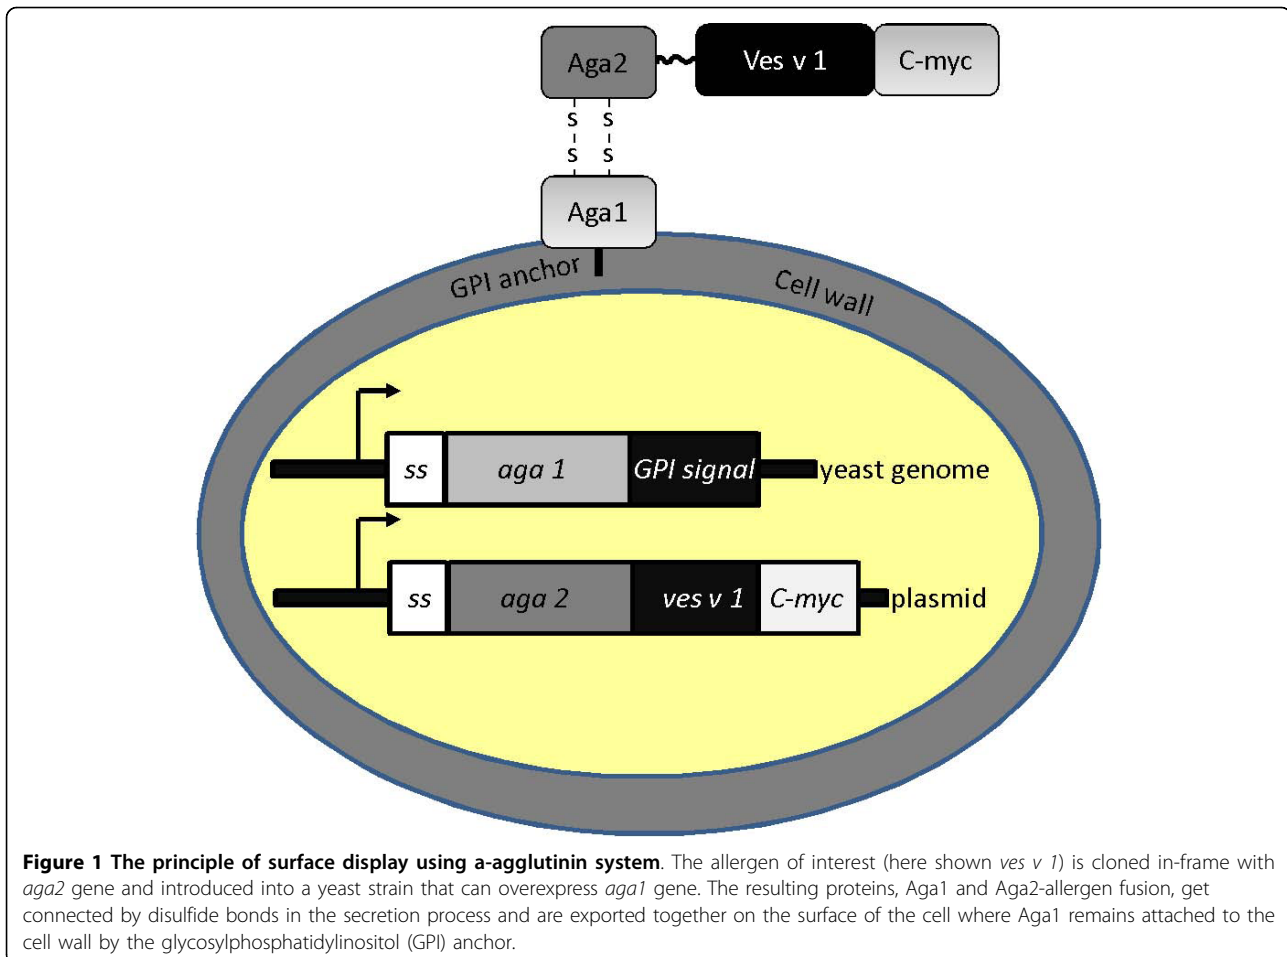 Aga2
Ves v 1
C-myc
s s
s s
Aga1
GPI anchor
Cell wall
ss
aga 1
GPI signal
yeast genome
ss
aga 2
ves v 1
C-myc
plasmid
Figure 1 The principle of surface display using a-agglutinin system. The allergen of interest (here shown ves v 1) is cloned in-frame with
aga2 gene and introduced into a yeast strain that can overexpress aga1 gene. The resulting proteins, Aga1 and Aga2-allergen fusion, get
connected by disulfide bonds in the secretion process and are exported together on the surface of the cell where Aga1 remains attached to the
cell wall by the glycosylphosphatidylinositol (GPI) anchor.